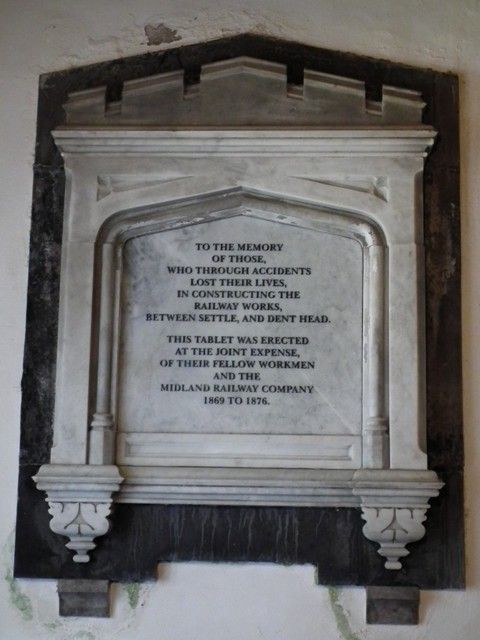 TO THE MEMORY
OF THOSE,
WHO THROUGH ACCIDENTS
LOST THEIR LIVES,
IN CONSTRUCTING THE
RAILWAY WORKS,
BETWEEN SETTLE, AND DENT HEAD.
THIS TABLET WAS ERECTED
AT THE JOINT EXPENSE,
OF THEIR FELLOW WORKMEN
AND THE
MIDLAND RAILWAY COMPANY
1869 TO 1876.